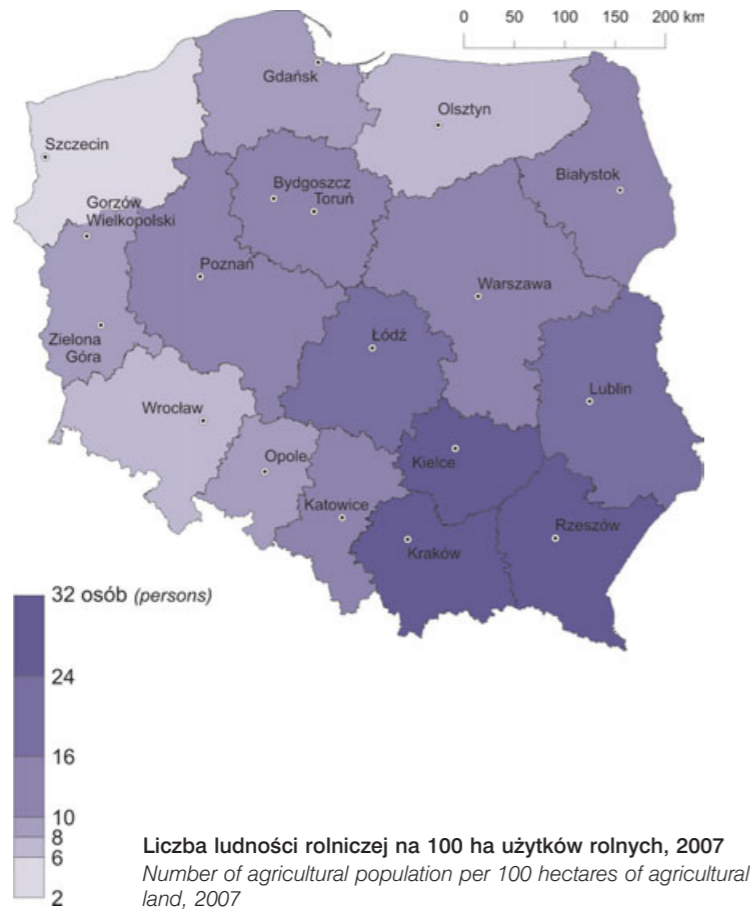 0 50 100 150 200 km
Gdańsk
Olsztyn
Szczecin
Białystok
Bydgoszcz
Toruń
Gorzów
Wielkopolski
Poznań
Warszawa
Zielona
Góra
Łódź
Lublin
Wrocław
Opole
Kielce
Katowice
Kraków
Rzeszów
32 osób (persons)
24
16
10
8
6
2
Liczba ludności rolniczej na 100 ha użytków rolnych, 2007
Number of agricultural population per 100 hectares of agricultural
land, 2007